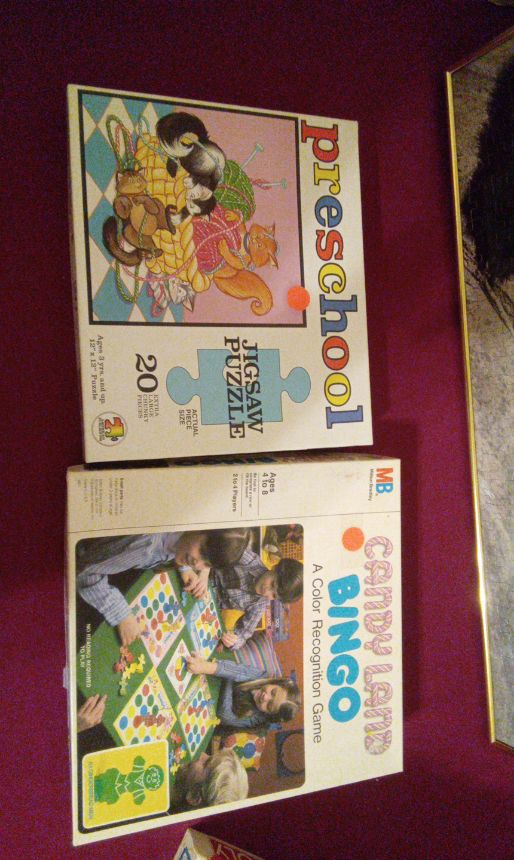 preschool
JIGSAW
PUZZLE
20
EXTRA
LARGE
CHUNKY
PIECES
ACTUAL
PIECE
SIZE
Ages 3 yrs. and up
12" x 12" Puzzle
MB
Milton Bradley
CANDY LAND
BINGO
A Color Recognition Game
Ages
4 to 8
2 to 4 Players
NO READING REQUIRED
TO PLAY